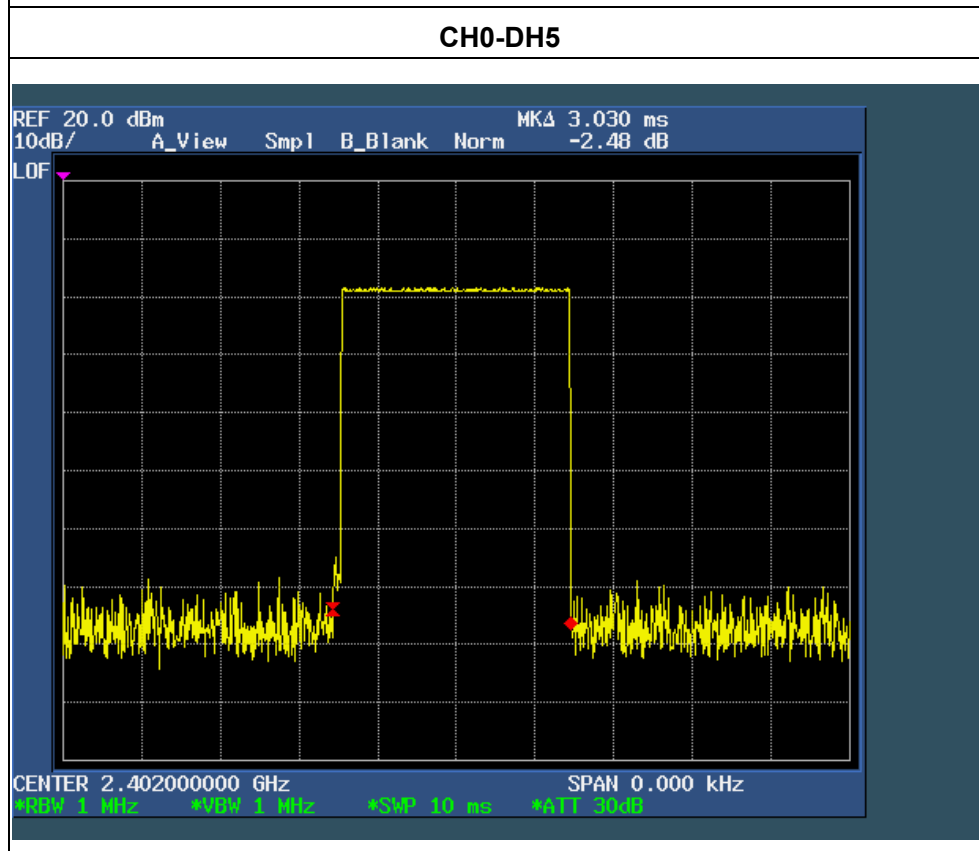 CH0-DH5
REF 20.0 dBm MKΔ 3.030 ms
10dB/ A_View Smpl B_Blank Norm -2.48 dB
LOF
CENTER 2.402000000 GHz SPAN 0.000 kHz
*RBW 1 MHz *VBW 1 MHz *SWP 10 ms *ATT 30dB